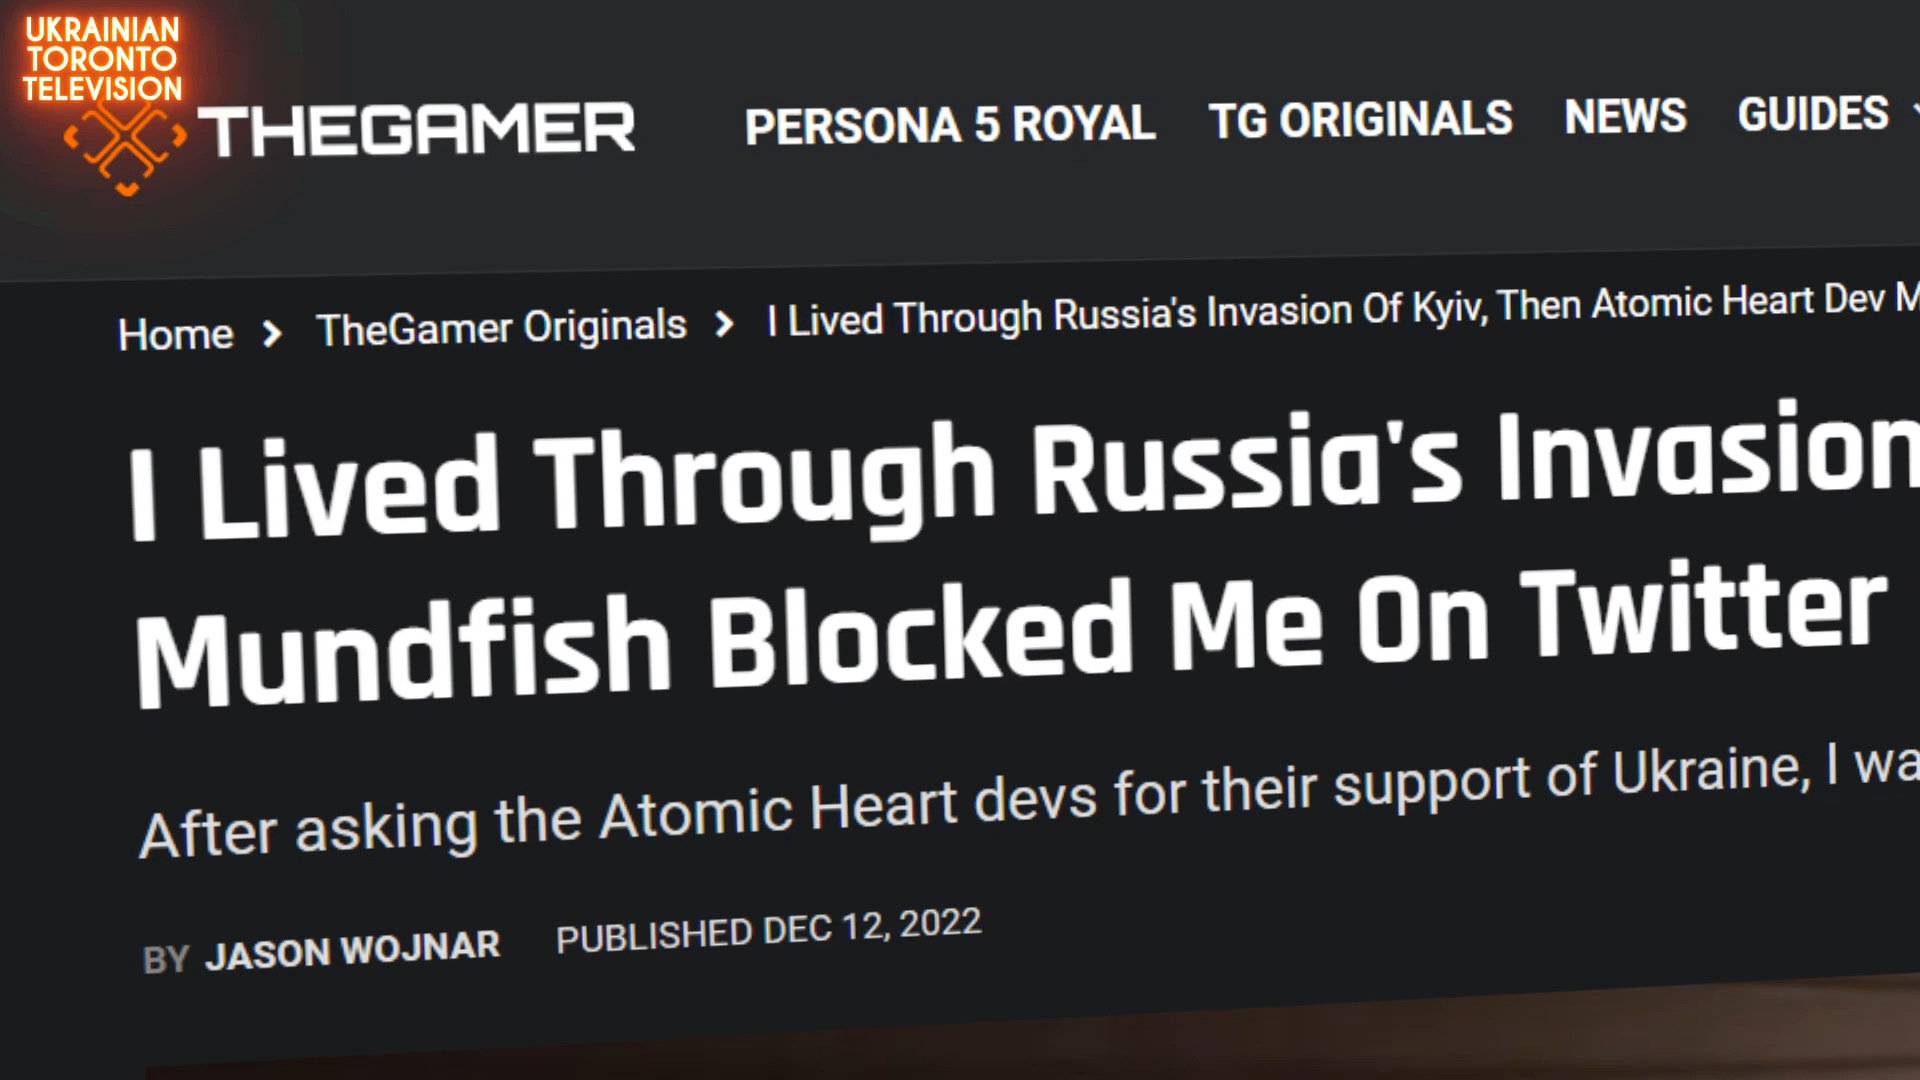 UKRAINIAN
TORONTO
TELEVISION
THEGAMER PERSONA 5 ROYAL TG ORIGINALS NEWS GUIDES
Home > TheGamer Originals > I Lived Through Russia's Invasion Of Kyiv, Then Atomic Heart Dev M
I Lived Through Russia's Invasion
Mundfish Blocked Me On Twitter
After asking the Atomic Heart devs for their support of Ukraine, I wa
BY JASON WOJNAR PUBLISHED DEC 12, 2022